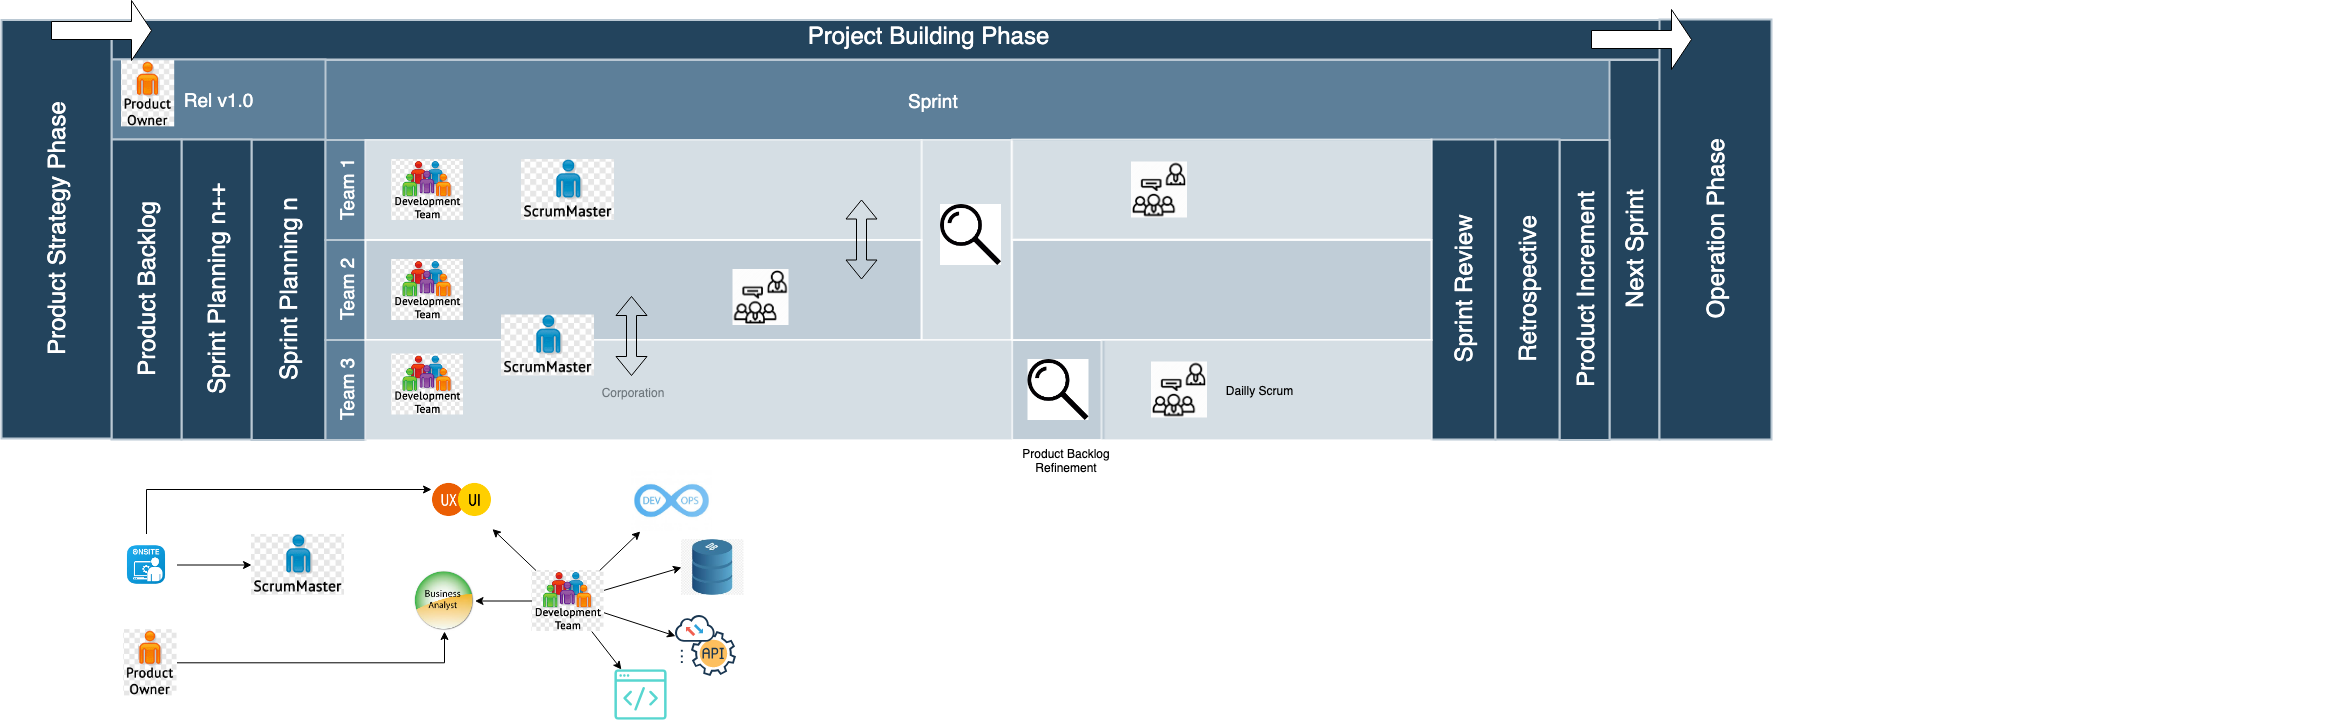 Project Building Phase
Product Strategy Phase
Product
Owner
Rel v1.0
Sprint
Product Backlog
Sprint Planning n++
Sprint Planning n
Team 1
Development
Team
ScrumMaster
Team 2
Development
Team
ScrumMaster
Team 3
Development
Team
Corporation
Dailly Scrum
Product Backlog
Refinement
Sprint Review
Retrospective
Product Increment
Next Sprint
Operation Phase
UX
UI
DEV
OPS
ONSITE
ScrumMaster
DB
Business
Analyst
Development
Team
API
</>
Product
Owner